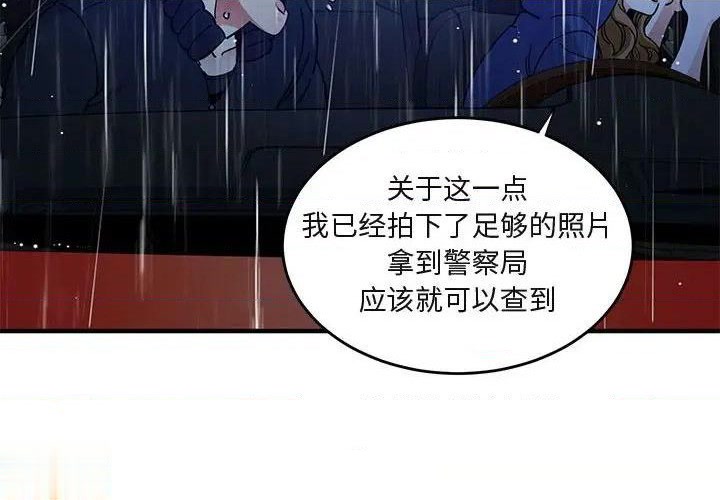 关于这一点
我已经拍下了足够的照片
拿到警察局
应该就可以查到